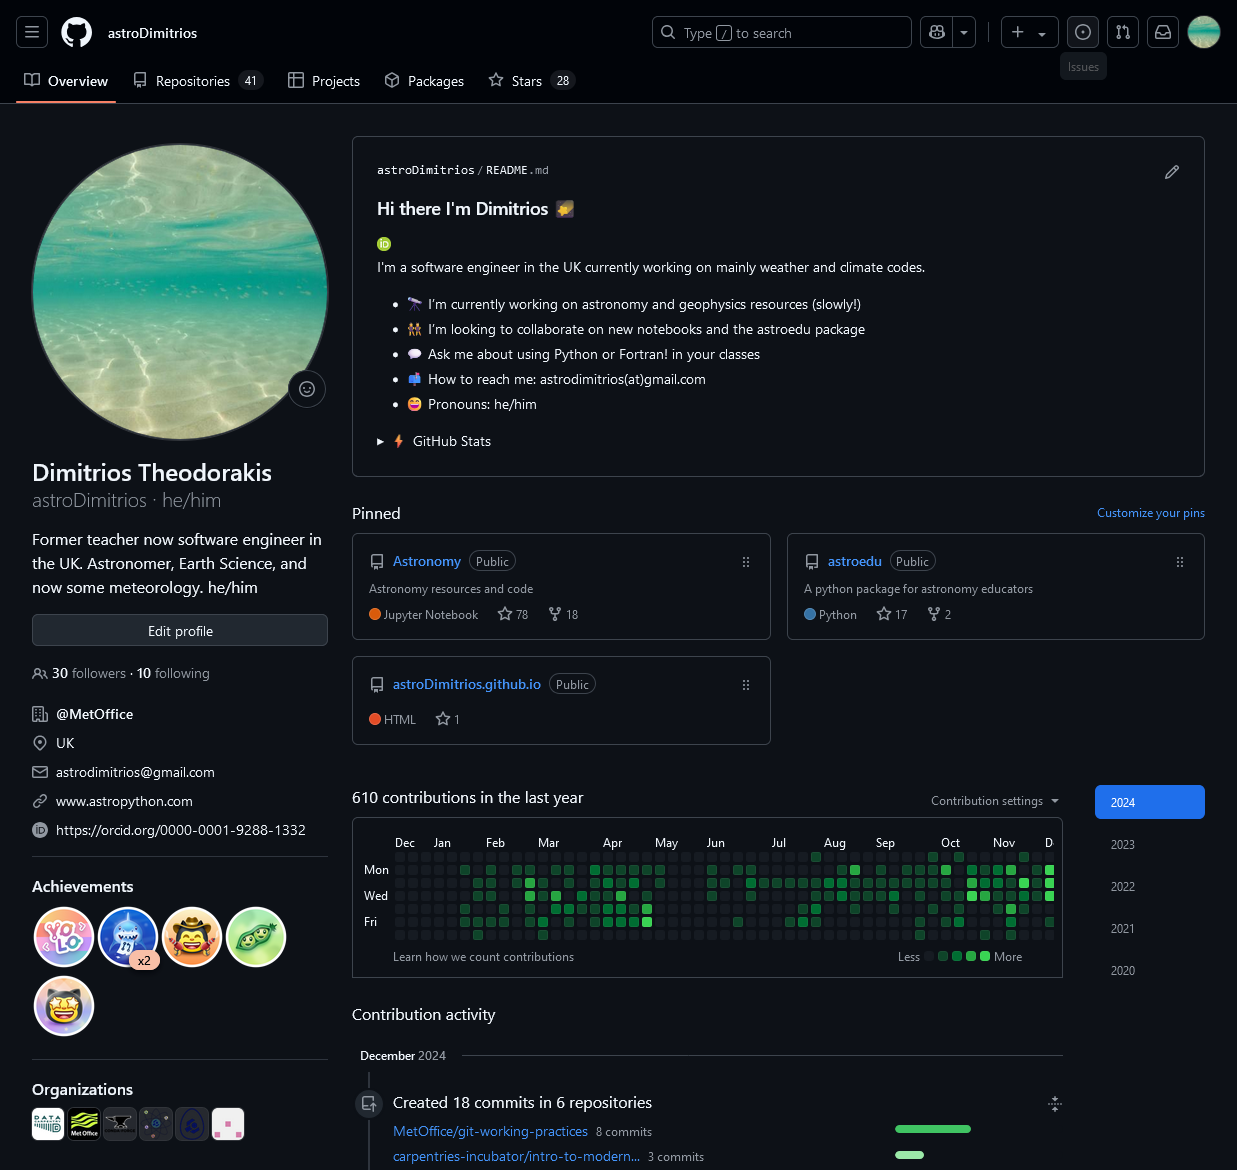 astroDimitrios
Type / to search
Overview
Repositories 41
Projects
Packages
Stars 28
Issues
astroDimitrios / README.md
Hi there I'm Dimitrios
iD
I'm a software engineer in the UK currently working on mainly weather and climate codes.
I’m currently working on astronomy and geophysics resources (slowly!)
I’m looking to collaborate on new notebooks and the astroedu package
Ask me about using Python or Fortran! in your classes
How to reach me: astrodimitrios(at)gmail.com
Pronouns: he/him
GitHub Stats
Dimitrios Theodorakis
astroDimitrios · he/him
Former teacher now software engineer in
the UK. Astronomer, Earth Science, and
now some meteorology. he/him
Edit profile
30 followers · 10 following
@MetOffice
UK
astrodimitrios@gmail.com
www.astropython.com
iD https://orcid.org/0000-0001-9288-1332
Achievements
YOLO
x2
Organizations
DATA
Met Office
Pinned
Customize your pins
Astronomy Public
Astronomy resources and code
Jupyter Notebook 78 18
astroedu Public
A python package for astronomy educators
Python 17 2
astroDimitrios.github.io Public
HTML 1
610 contributions in the last year
Contribution settings
Dec Jan Feb Mar Apr May Jun Jul Aug Sep Oct Nov D
Mon
Wed
Fri
Learn how we count contributions
Less More
2024
2023
2022
2021
2020
Contribution activity
December 2024
Created 18 commits in 6 repositories
MetOffice/git-working-practices 8 commits
carpentries-incubator/intro-to-modern... 3 commits